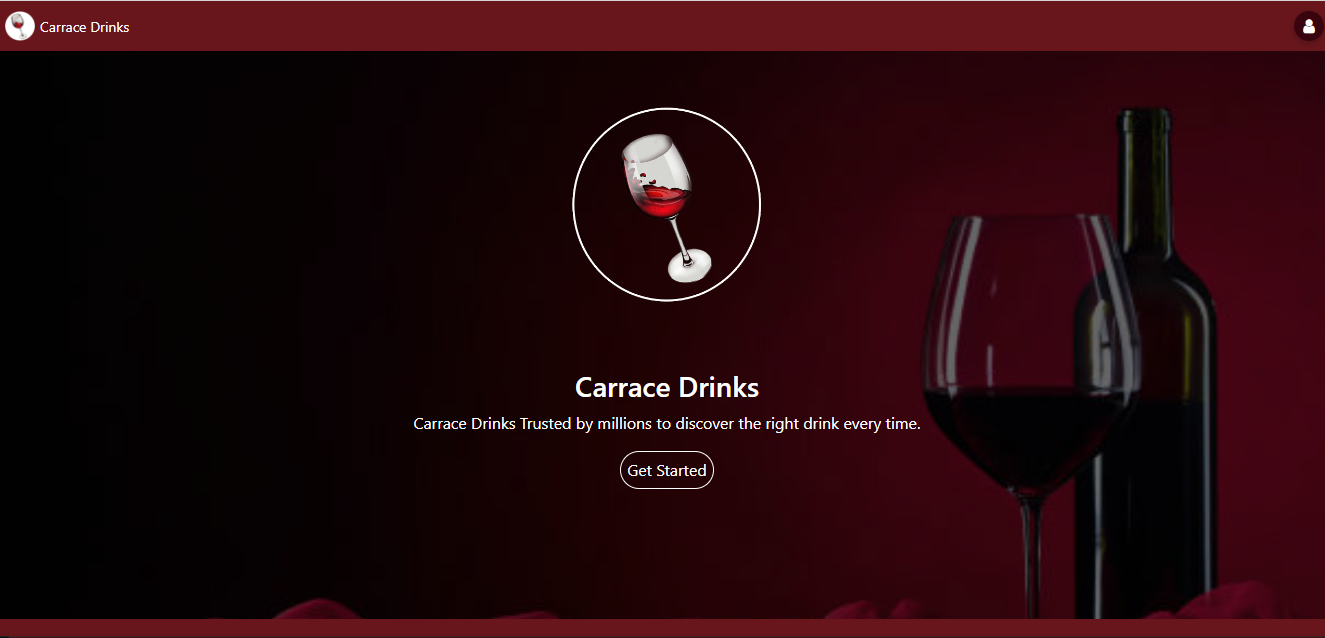 Carrace Drinks
Carrace Drinks
Carrace Drinks Trusted by millions to discover the right drink every time.
Get Started